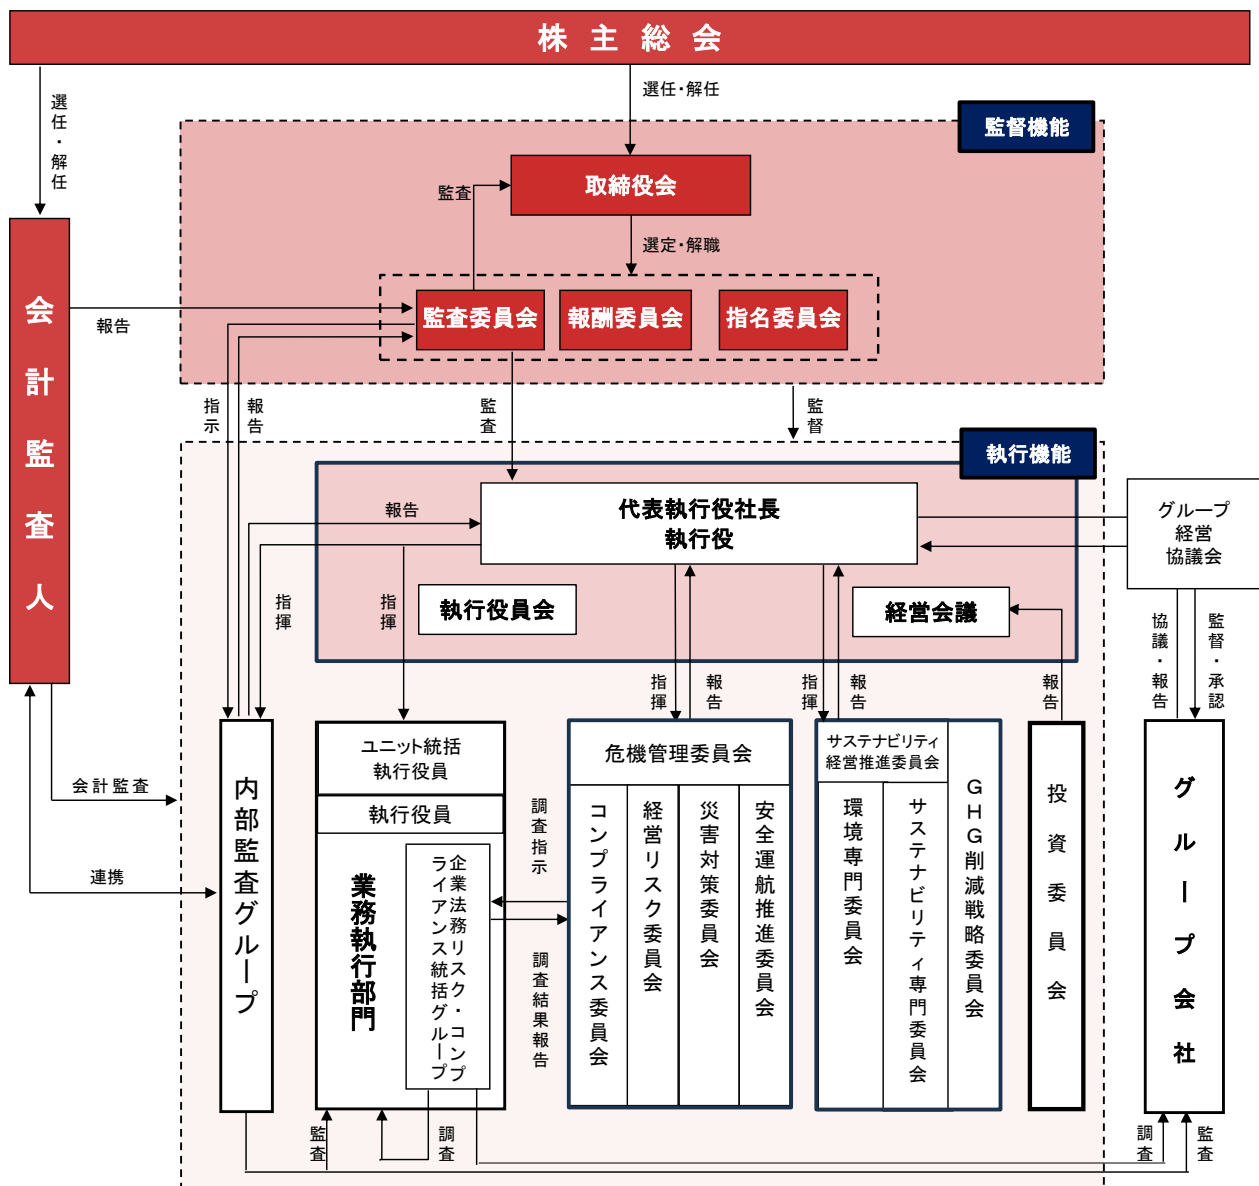 株主総会
選任・解任
選任・解任
監督機能
取締役会
監査
選定・解職
会計監査人
報告
監査委員会
報酬委員会
指名委員会
指示
報告
監査
監督
執行機能
代表執行役社長
執行役
報告
グループ
経営
協議会
指揮
指揮
執行役員会
経営会議
指揮
報告
指揮
報告
報告
協議・報告
監督・承認
会計監査
連携
内部監査グループ
ユニット統括
執行役員
執行役員
業務執行部門
企業法務リスク・コンプ
ライアンス統括グループ
調査指示
調査結果報告
危機管理委員会
コンプライアンス委員会
経営リスク委員会
災害対策委員会
安全運航推進委員会
サステナビリティ
経営推進委員会
環境専門委員会
サステナビリティ専門委員会
GHG削減戦略委員会
投資委員会
グループ会社
監査
調査
調査
監査